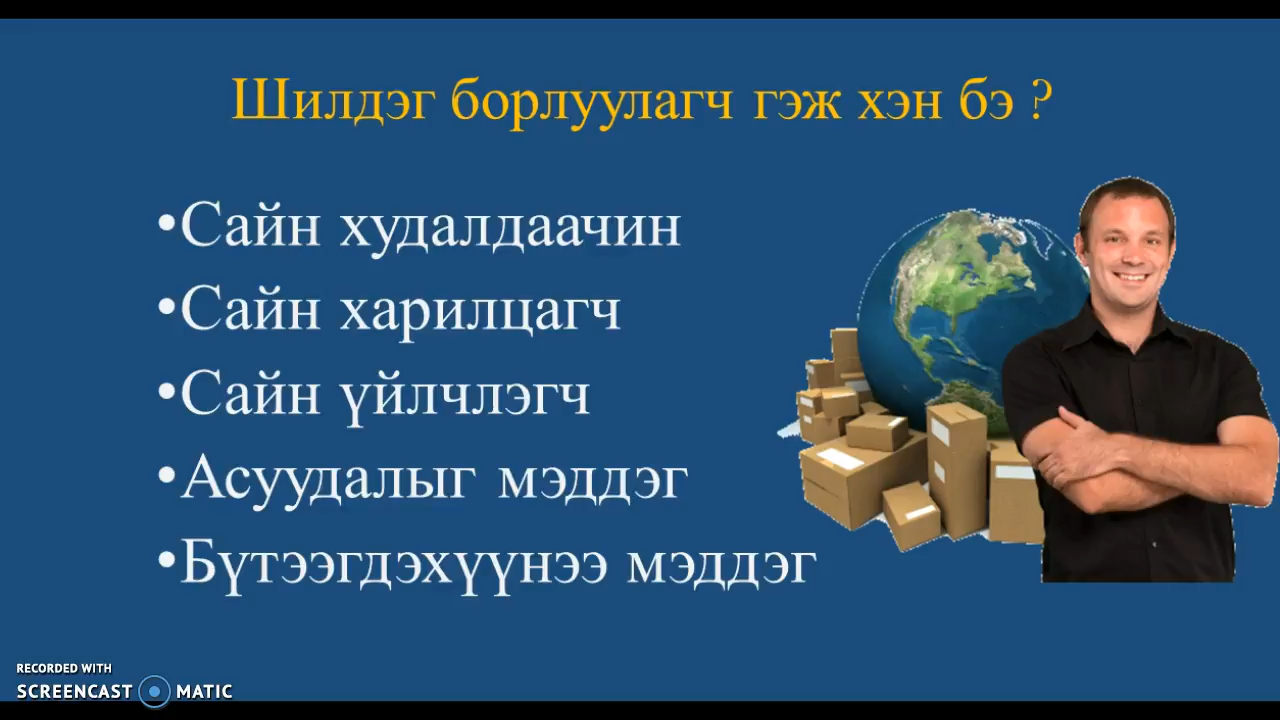 Шилдэг борлуулагч гэж хэн бэ ?
•Сайн худалдаачин
•Сайн харилцагч
•Сайн үйлчлэгч
•Асуудалыг мэддэг
•Бүтээгдэхүүнээ мэддэг
RECORDED WITH
SCREENCAST MATIC